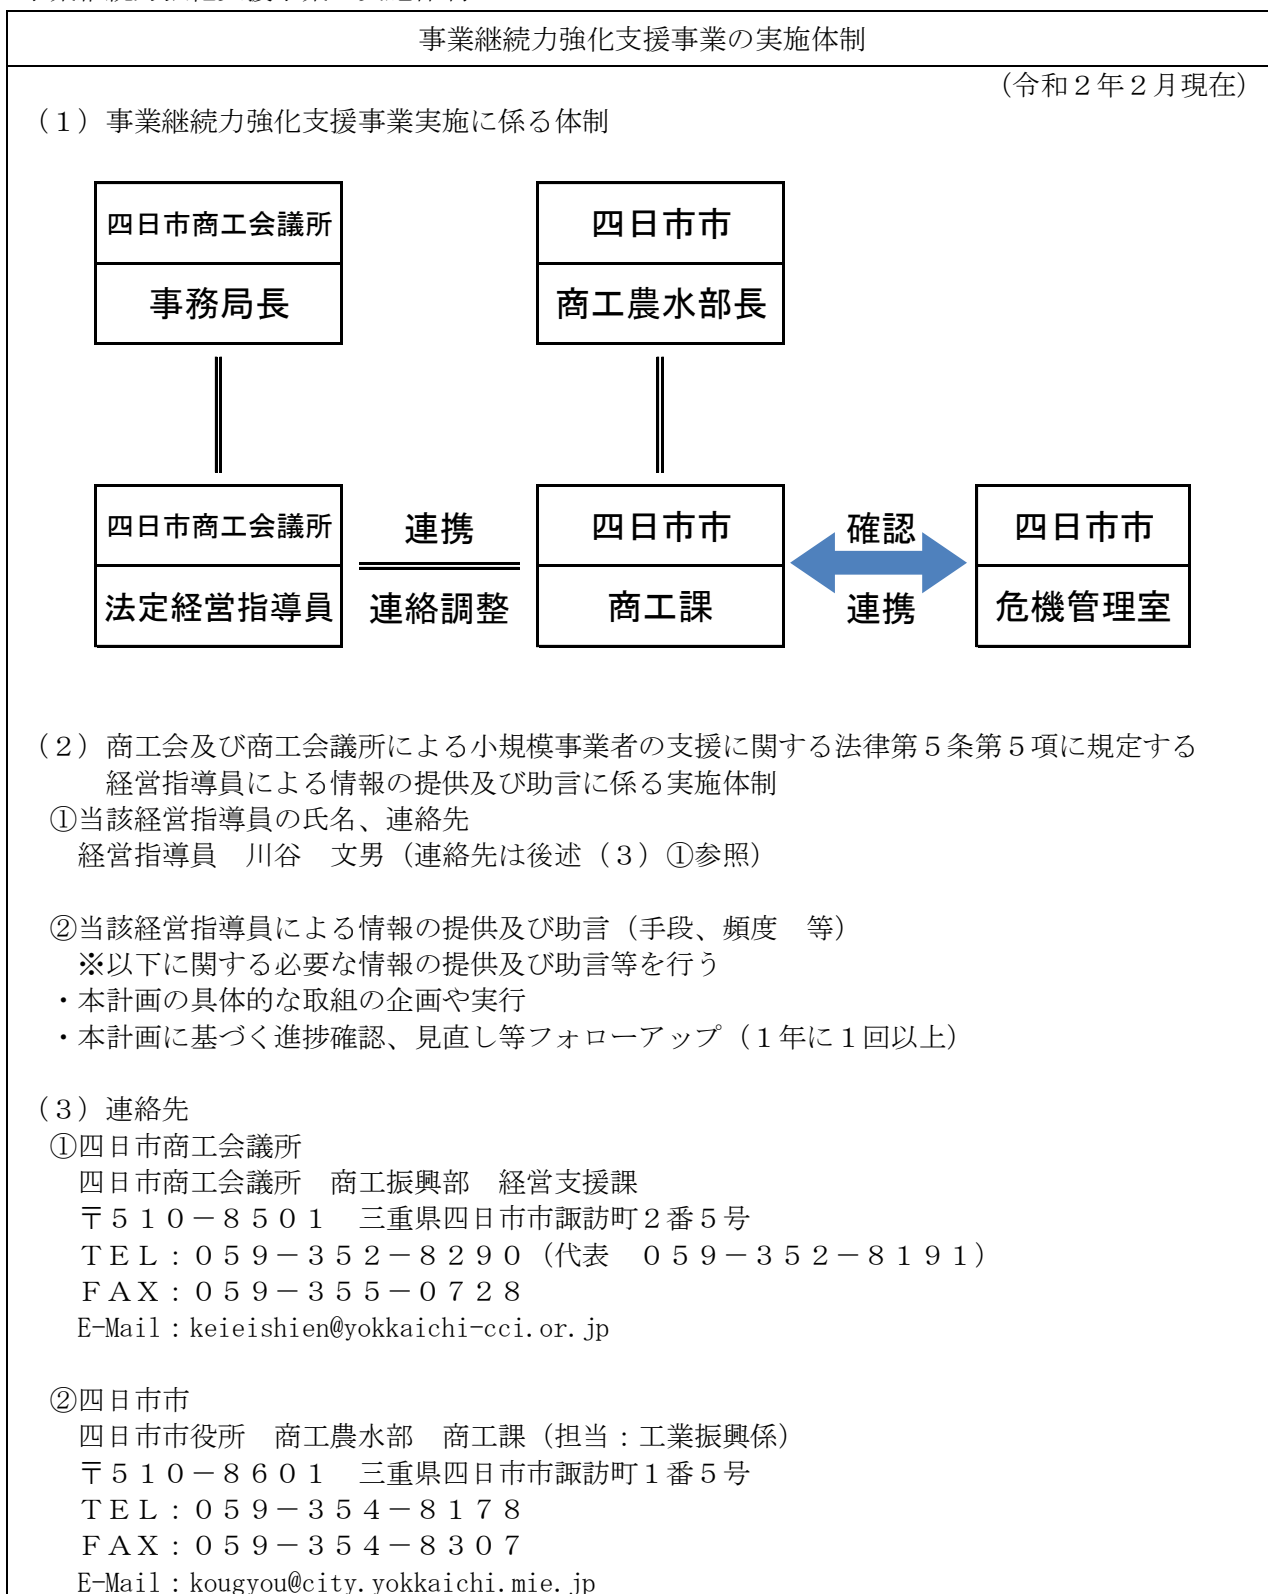 事業継続力強化支援事業の実施体制
（令和２年２月現在）
（１）事業継続力強化支援事業実施に係る体制
四日市商工会議所
事務局長
四日市市
商工農水部長
四日市商工会議所
法定経営指導員
連携
連絡調整
四日市市
商工課
確認
連携
四日市市
危機管理室
（２）商工会及び商工会議所による小規模事業者の支援に関する法律第５条第５項に規定する
経営指導員による情報の提供及び助言に係る実施体制
①当該経営指導員の氏名、連絡先
経営指導員　川谷　文男（連絡先は後述（３）①参照）
②当該経営指導員による情報の提供及び助言（手段、頻度　等）
※以下に関する必要な情報の提供及び助言等を行う
・本計画の具体的な取組の企画や実行
・本計画に基づく進捗確認、見直し等フォローアップ（１年に１回以上）
（３）連絡先
①四日市商工会議所
四日市商工会議所　商工振興部　経営支援課
〒５１０－８５０１　三重県四日市市諏訪町２番５号
ＴＥＬ：０５９－３５２－８２９０（代表　０５９－３５２－８１９１）
ＦＡＸ：０５９－３５５－０７２８
E-Mail：keieishien@yokkaichi-cci.or.jp
②四日市市
四日市市役所　商工農水部　商工課（担当：工業振興係）
〒５１０－８６０１　三重県四日市市諏訪町１番５号
ＴＥＬ：０５９－３５４－８１７８
ＦＡＸ：０５９－３５４－８３０７
E-Mail：kougyou@city.yokkaichi.mie.jp